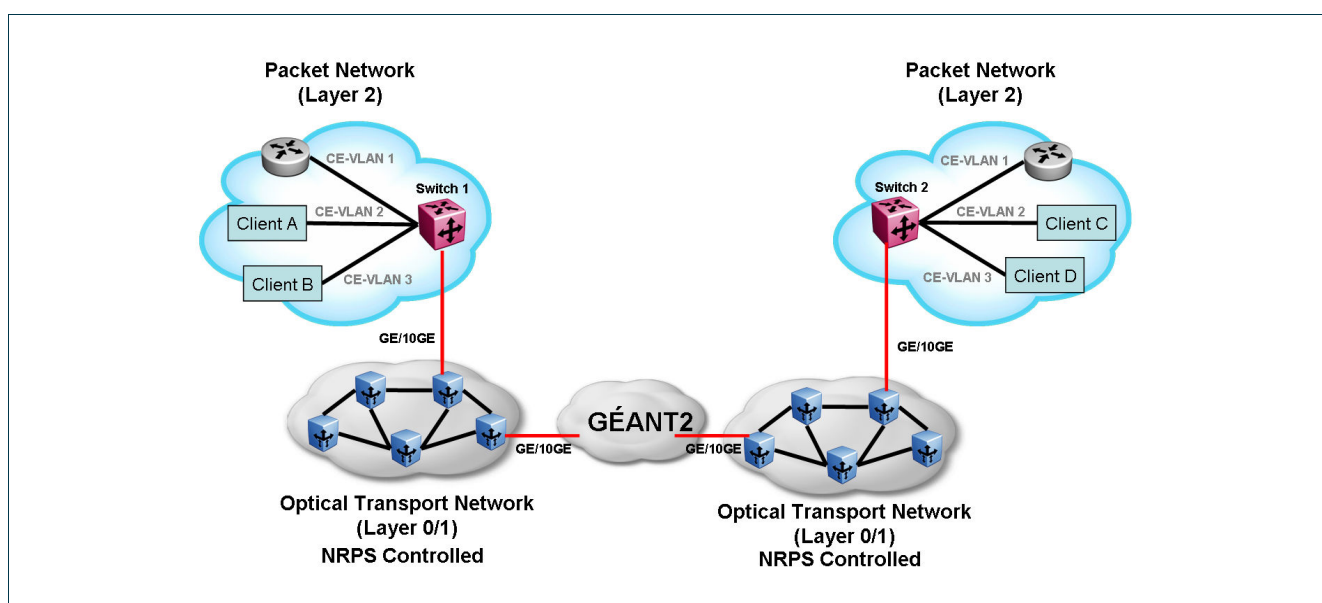 Packet Network
(Layer 2)
CE-VLAN 1
Switch 1
CE-VLAN 2
Client A
CE-VLAN 3
Client B
GE/10GE
Packet Network
(Layer 2)
CE-VLAN 1
Switch 2
CE-VLAN 2
Client C
CE-VLAN 3
Client D
GE/10GE
GÉANT2
GE/10GE
GE/10GE
Optical Transport Network
(Layer 0/1)
NRPS Controlled
Optical Transport Network
(Layer 0/1)
NRPS Controlled